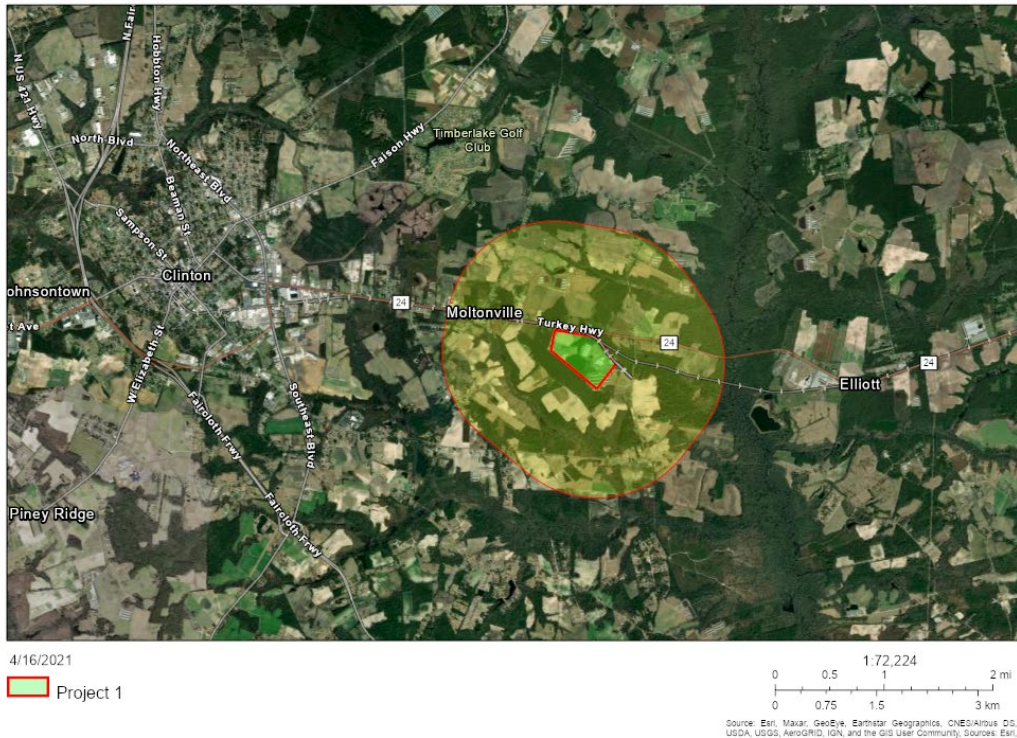 N US 421 Hwy
N Fair
Hobbton Hwy
North Blvd
Northeast Blvd
Beaman St
Sampson St
Faison Hwy
Timberlake Golf
Club
Clinton
ohnsontown
t Ave
W Elizabeth St
24
Moltonville
Turkey Hwy
24
24
Elliott
Southeast Blvd
Faircloth Frwy
Faircloth Frwy
Piney Ridge
4/16/2021
Project 1
1:72,224
0 0.5 1 2 mi
0 0.75 1.5 3 km
Source: Esri, Maxar, GeoEye, Earthstar Geographics, CNES/Airbus DS,
USDA, USGS, AeroGRID, IGN, and the GIS User Community, Sources: Esri,